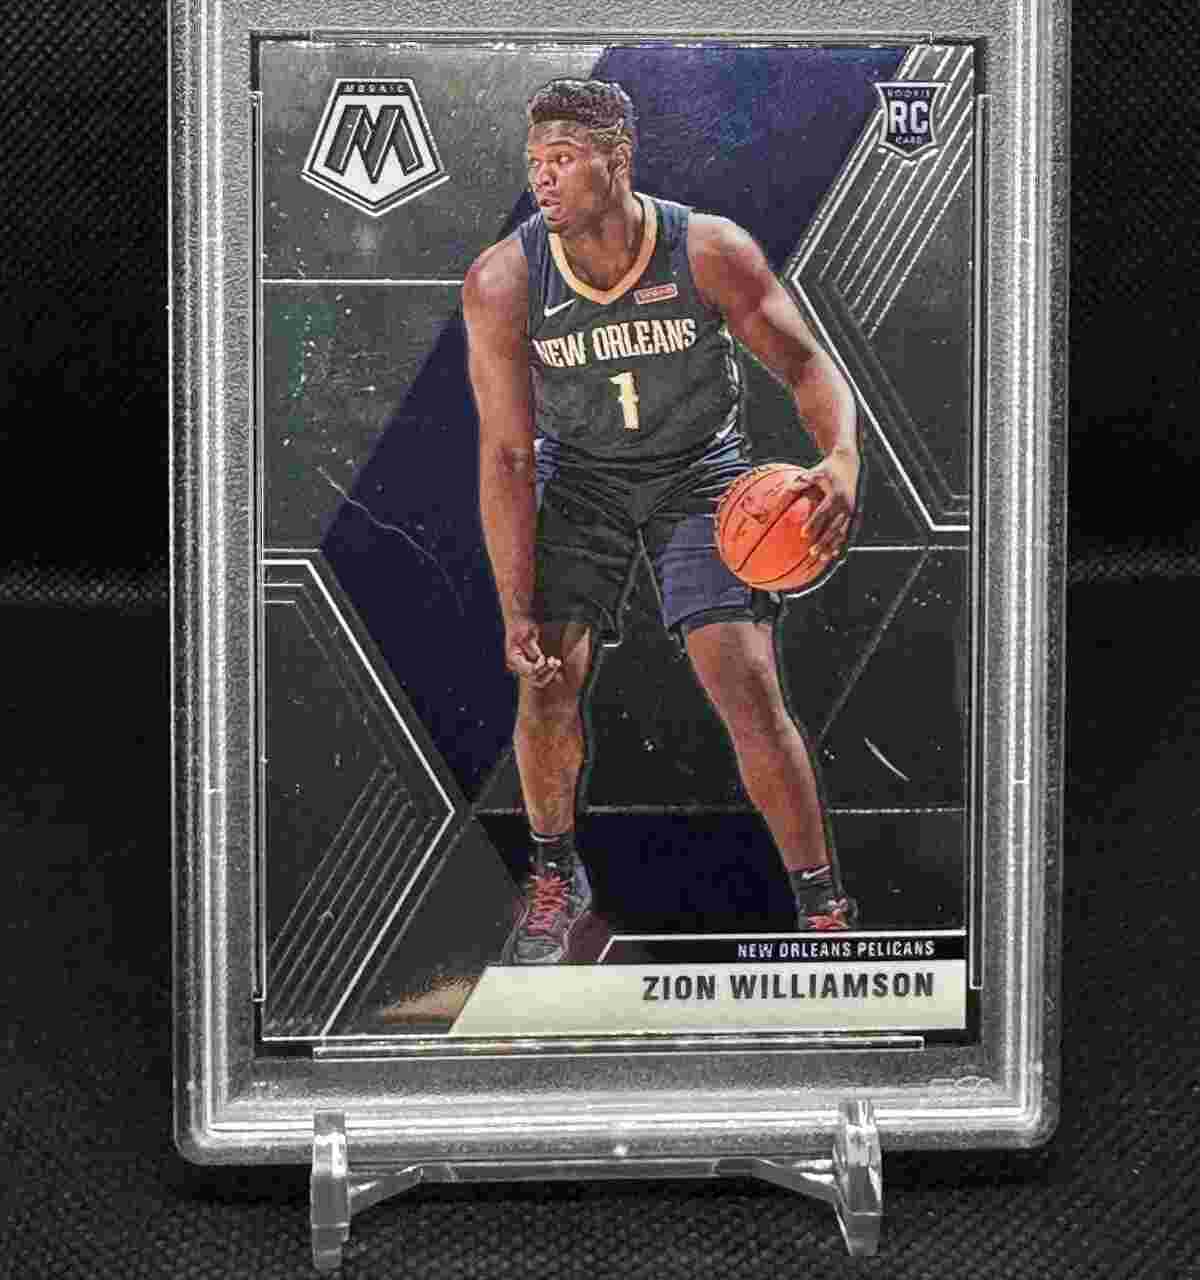 MOSAIC
M
ROOKIE
RC
CARD
NEW ORLEANS
1
NEW ORLEANS PELICANS
ZION WILLIAMSON